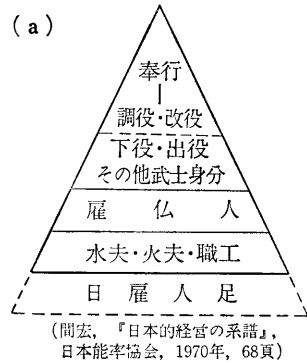 (a)
奉行
調役・改役
下役・出役
その他武士身分
雇仏人
水夫・火夫・職工
日雇人足
(間宏,『日本的経営の系譜』,
日本能率協会,1970年,68頁)